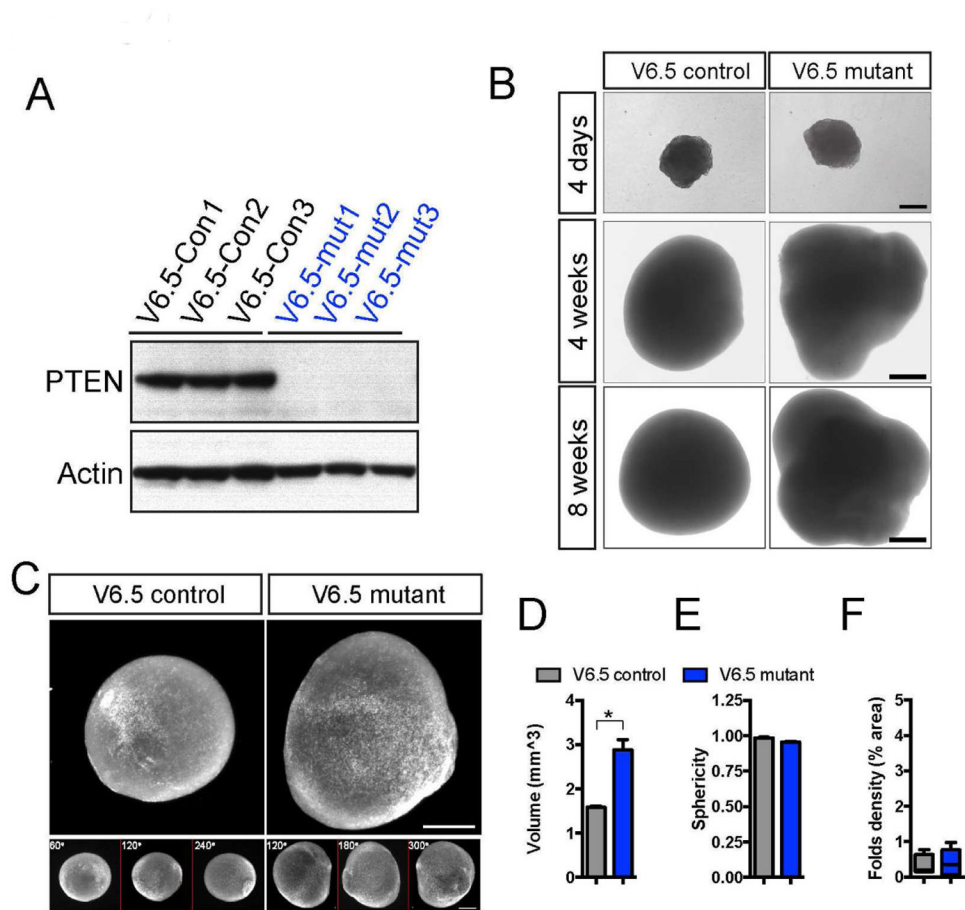 A
V6.5-Con1
V6.5-Con2
V6.5-Con3
V6.5-mut1
V6.5-mut2
V6.5-mut3
PTEN
Actin
B
V6.5 control
V6.5 mutant
4 days
4 weeks
8 weeks
C
V6.5 control
V6.5 mutant
60°
120°
240°
120°
180°
300°
D
E
F
V6.5 control
V6.5 mutant
Volume (mm^3)
4
3
2
1
0
*
Sphericity
1.25
1.00
0.75
0.50
0.25
0.00
Folds density (% area)
5
4
3
2
1
0